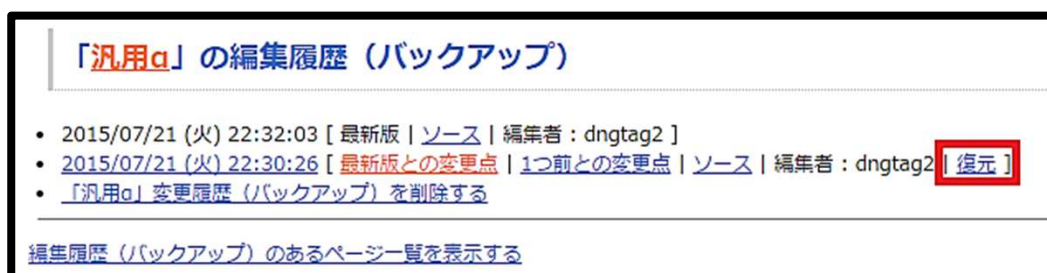 「汎用α」の編集履歴（バックアップ）
• 2015/07/21 (火) 22:32:03 [ 最新版 | ソース | 編集者 : dngtag2 ]
• 2015/07/21 (火) 22:30:26 [ 最新版との変更点 | 1つ前との変更点 | ソース | 編集者 : dngtag2 | 復元 ]
• 「汎用α」変更履歴（バックアップ）を削除する
編集履歴（バックアップ）のあるページ一覧を表示する